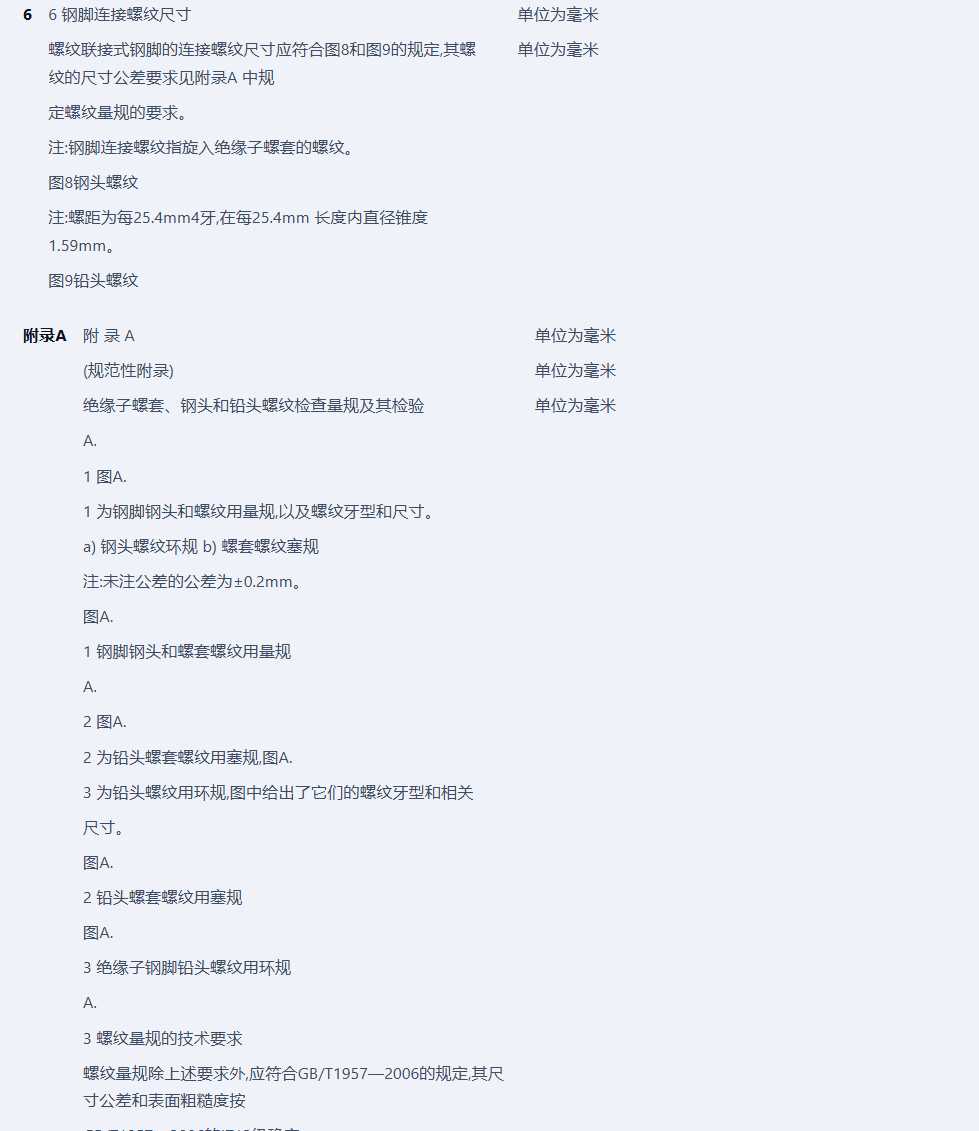 6 6 钢脚连接螺纹尺寸 单位为毫米
螺纹联接式钢脚的连接螺纹尺寸应符合图8和图9的规定,其螺 单位为毫米
纹的尺寸公差要求见附录A 中规
定螺纹量规的要求。
注:钢脚连接螺纹指旋入绝缘子螺套的螺纹。
图8钢头螺纹
注:螺距为每25.4mm4牙,在每25.4mm 长度内直径锥度
1.59mm。
图9铅头螺纹
附录A 附 录 A 单位为毫米
(规范性附录) 单位为毫米
绝缘子螺套、钢头和铅头螺纹检查量规及其检验 单位为毫米
A.
1 图A.
1 为钢脚钢头和螺纹用量规,以及螺纹牙型和尺寸。
a) 钢头螺纹环规 b) 螺套螺纹塞规
注:未注公差的公差为±0.2mm。
图A.
1 钢脚钢头和螺套螺纹用量规
A.
2 图A.
2 为铅头螺套螺纹用塞规,图A.
3 为铅头螺纹用环规,图中给出了它们的螺纹牙型和相关
尺寸。
图A.
2 铅头螺套螺纹用塞规
图A.
3 绝缘子钢脚铅头螺纹用环规
A.
3 螺纹量规的技术要求
螺纹量规除上述要求外,应符合GB/T1957—2006的规定,其尺
寸公差和表面粗糙度按